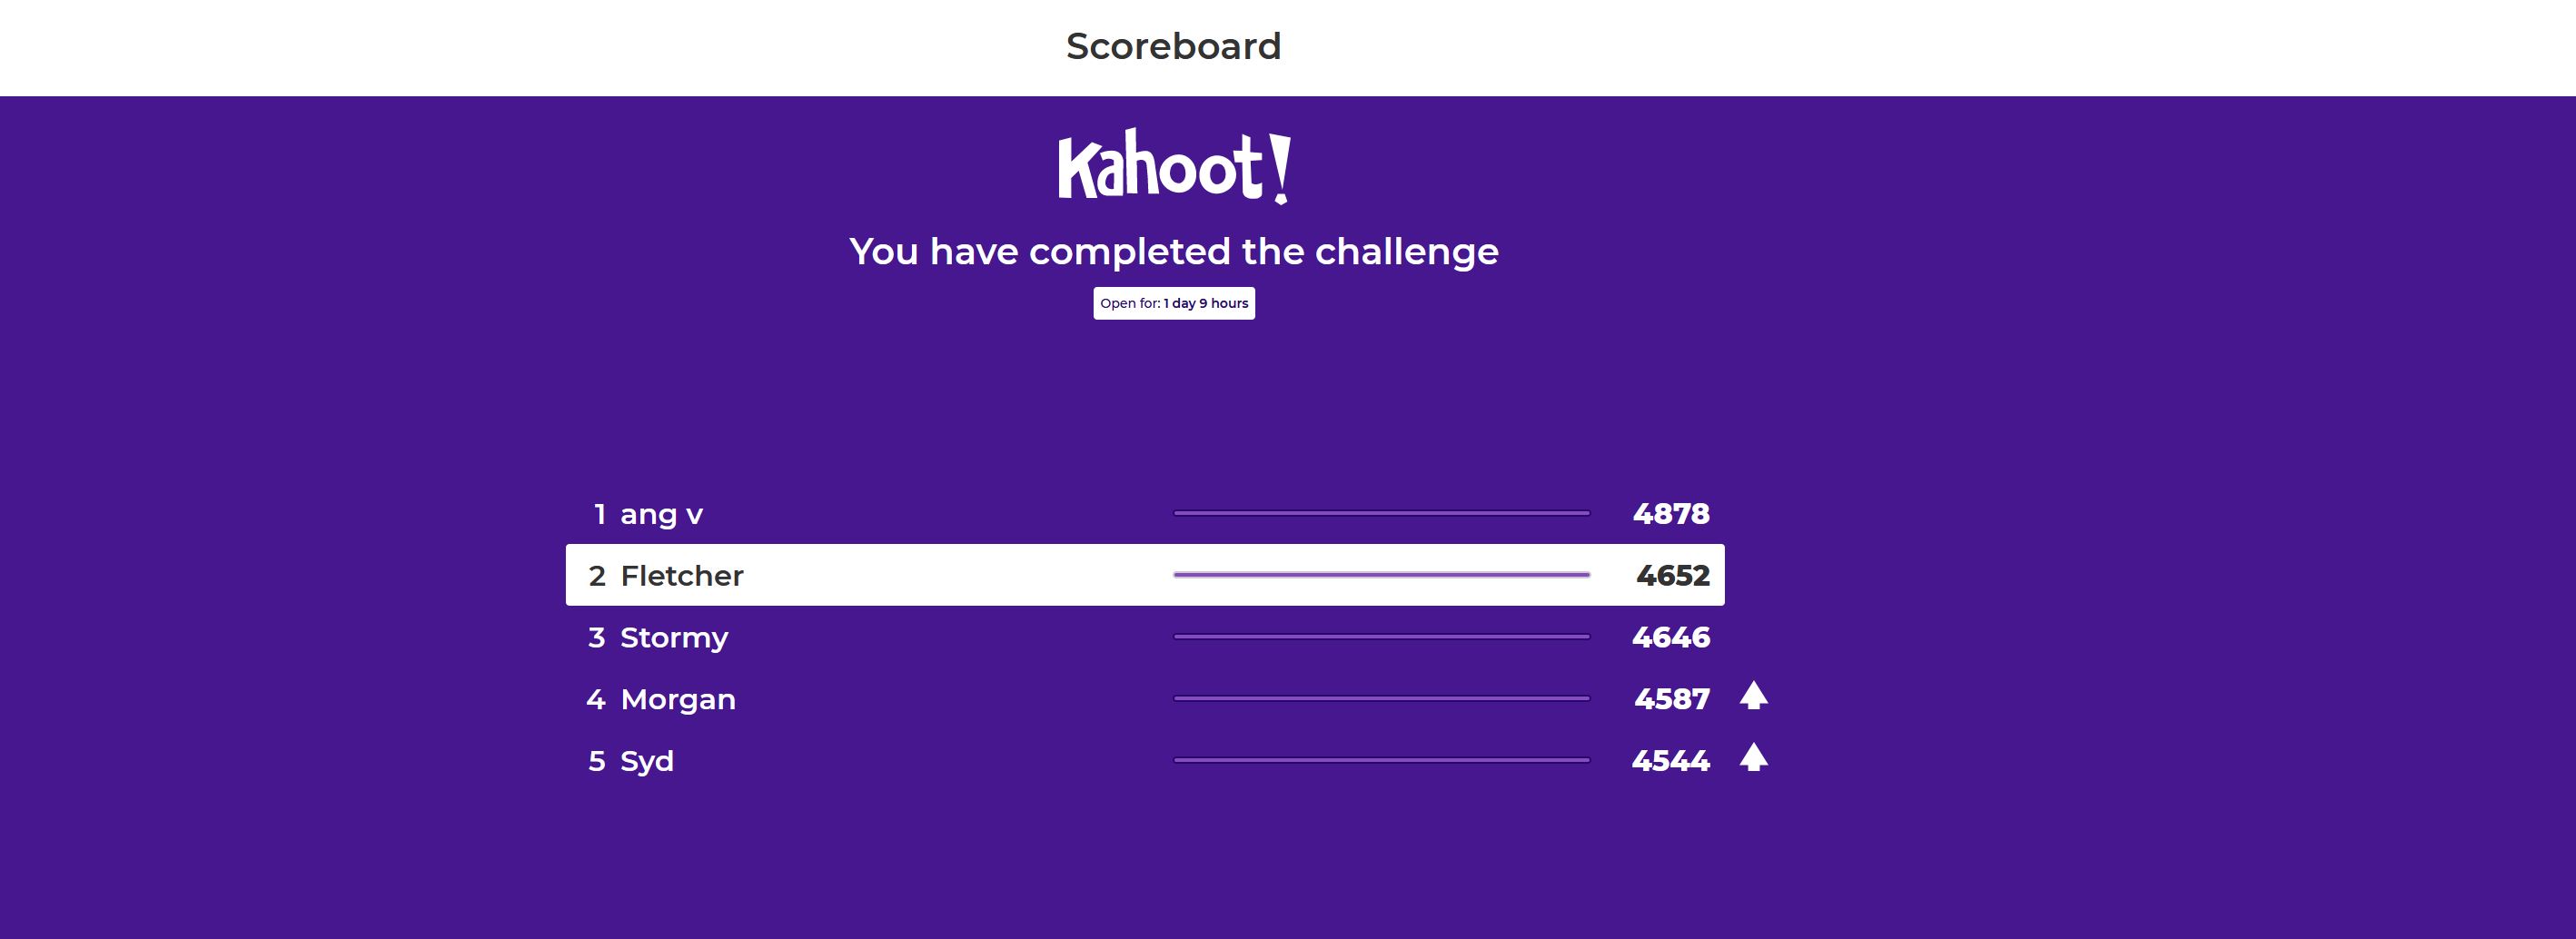 Scoreboard
Kahoot!
You have completed the challenge
Open for: 1 day 9 hours
1 ang v 4878
2 Fletcher 4652
3 Stormy 4646
4 Morgan 4587
5 Syd 4544